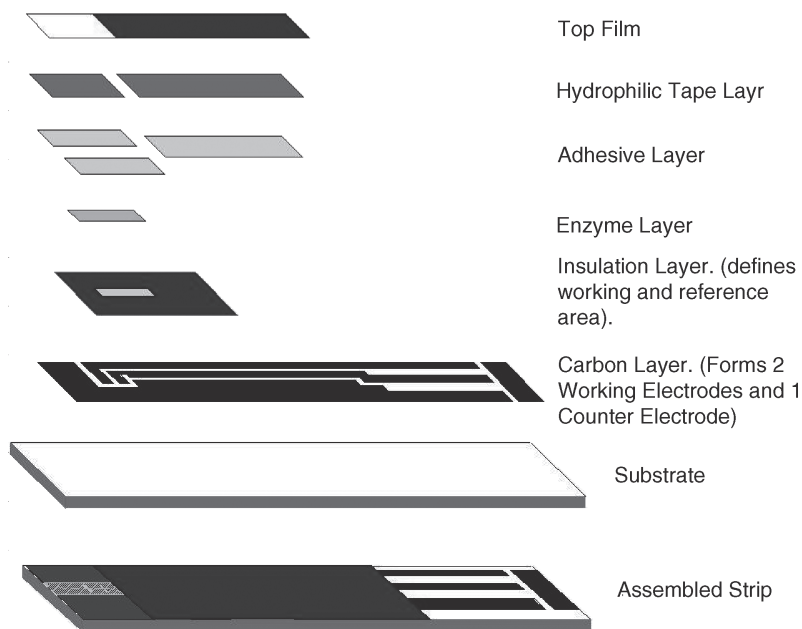 Top Film
Hydrophilic Tape Layr
Adhesive Layer
Enzyme Layer
Insulation Layer. (defines
working and reference
area).
Carbon Layer. (Forms 2
Working Electrodes and 1
Counter Electrode)
Substrate
Assembled Strip